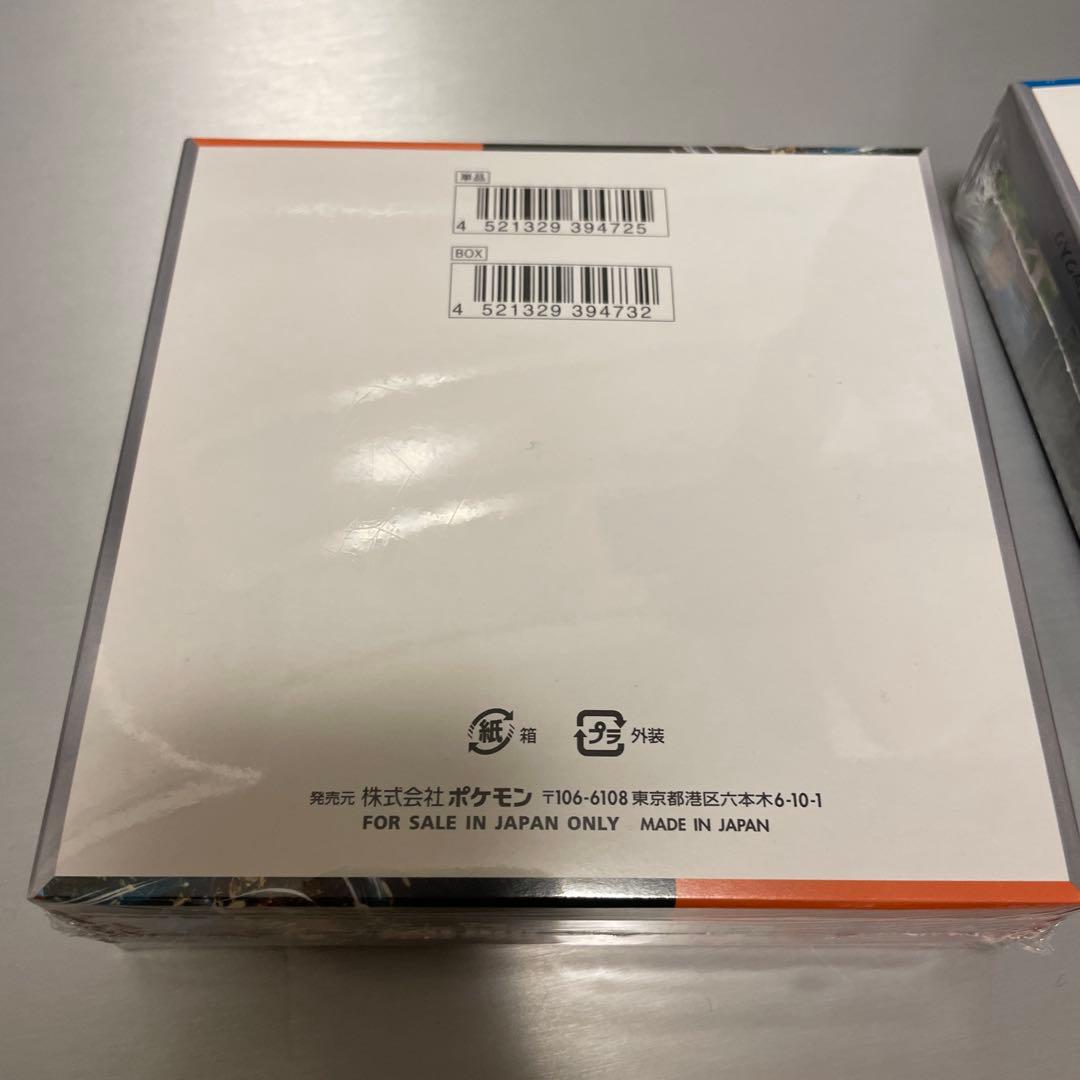 単品
4 521329 394725
BOX
4 521329 394732
紙 箱 プラ 外装
発売元 株式会社ポケモン 〒106-6108 東京都港区六本木6-10-1
FOR SALE IN JAPAN ONLY MADE IN JAPAN